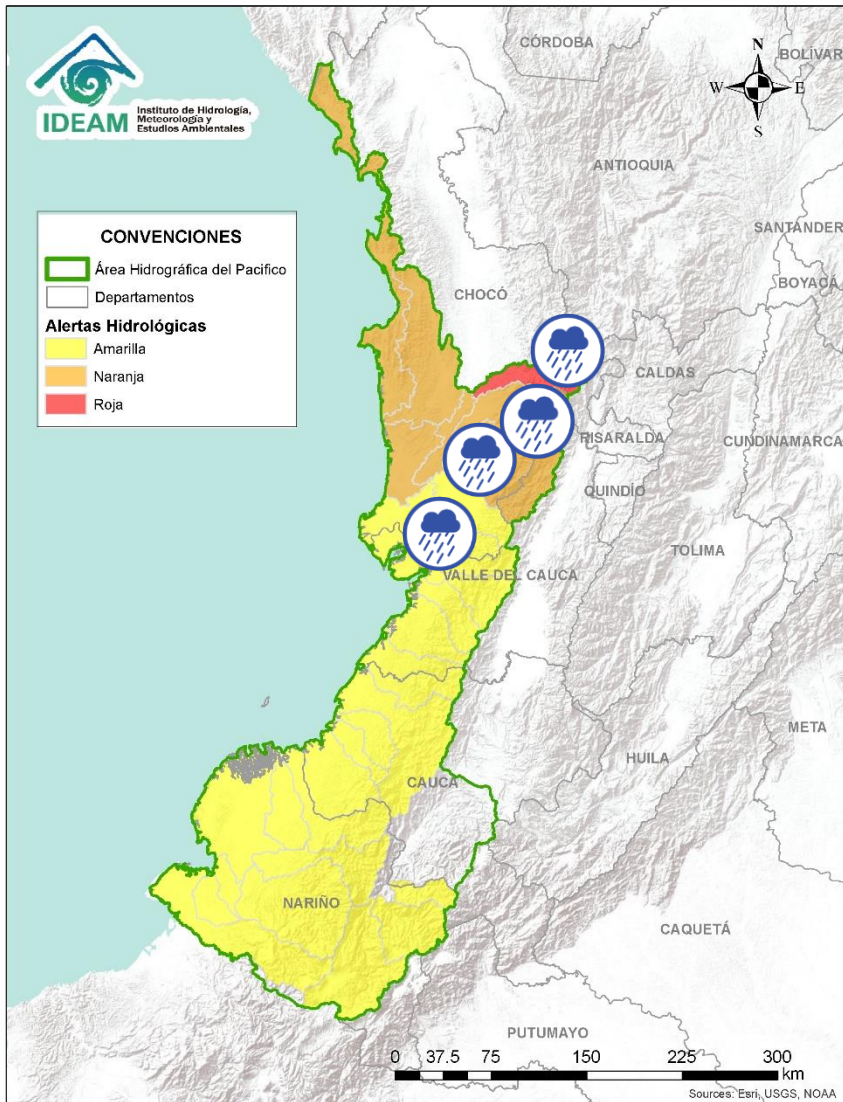 IDEAM
Instituto de Hidrología,
Meteorología y
Estudios Ambientales
CÓRDOBA
BOLÍVAR
N
W
E
S
ANTIOQUIA
SANTANDER
BOYACÁ
CONVENCIONES
Área Hidrográfica del Pacifico
Departamentos
Alertas Hidrológicas
Amarilla
Naranja
Roja
CHOCÓ
CALDAS
RISARALDA
CUNDINAMARCA
QUINDÍO
TOLIMA
VALLE DEL CAUCA
META
HUILA
CAUCA
NARIÑO
CAQUETÁ
PUTUMAYO
0 37.5 75 150 225 300
km
Sources: Esri, USGS, NOAA